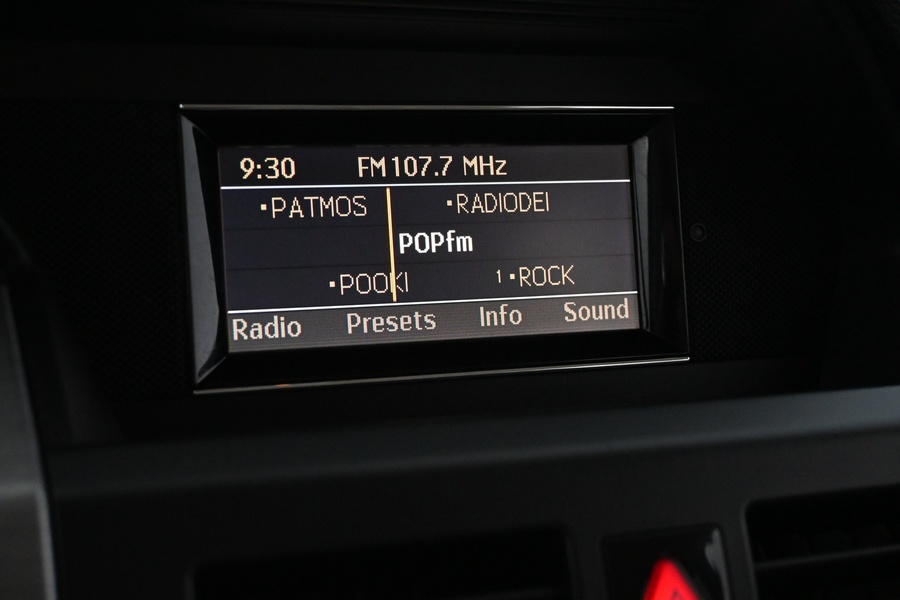 9:30 FM 107.7 MHz
·PATMOS ·RADIODEI
POPfm
·POOKI 1 ·ROCK
Radio Presets Info Sound